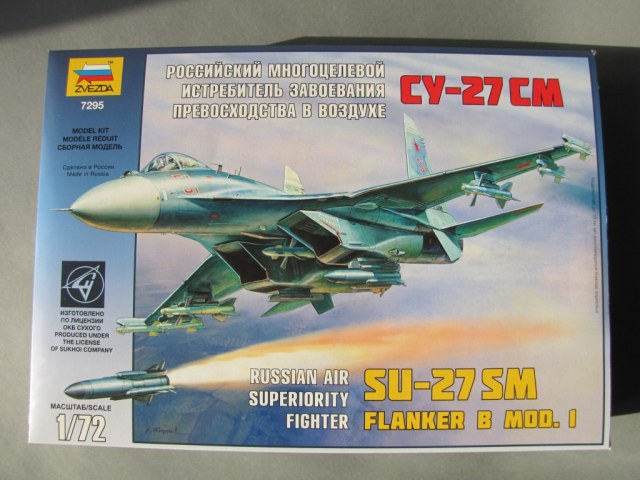 ZVEZDA
7295
MODEL KIT
MODÈLE RÉDUIT
СБОРНАЯ МОДЕЛЬ
Сделано в России
Made in Russia
РОССИЙСКИЙ МНОГОЦЕЛЕВОЙ
ИСТРЕБИТЕЛЬ ЗАВОЕВАНИЯ
ПРЕВОСХОДСТВА В ВОЗДУХЕ
СУ-27 СМ
ИЗГОТОВЛЕНО
ПО ЛИЦЕНЗИИ
ОКБ СУХОГО
PRODUCED UNDER
THE LICENSE
OF SUKHOI COMPANY
МАСШТАБ/SCALE
1/72
RUSSIAN AIR
SUPERIORITY
FIGHTER
SU-27 SM
FLANKER B MOD. 1